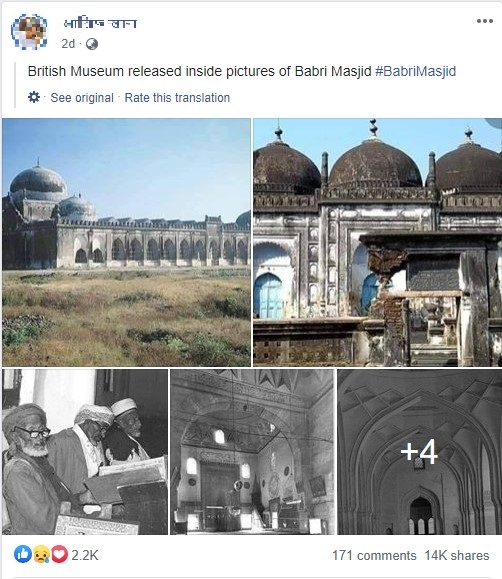 2d ·
British Museum released inside pictures of Babri Masjid #BabriMasjid
· See original · Rate this translation
+4
2.2K
171 comments 14K shares